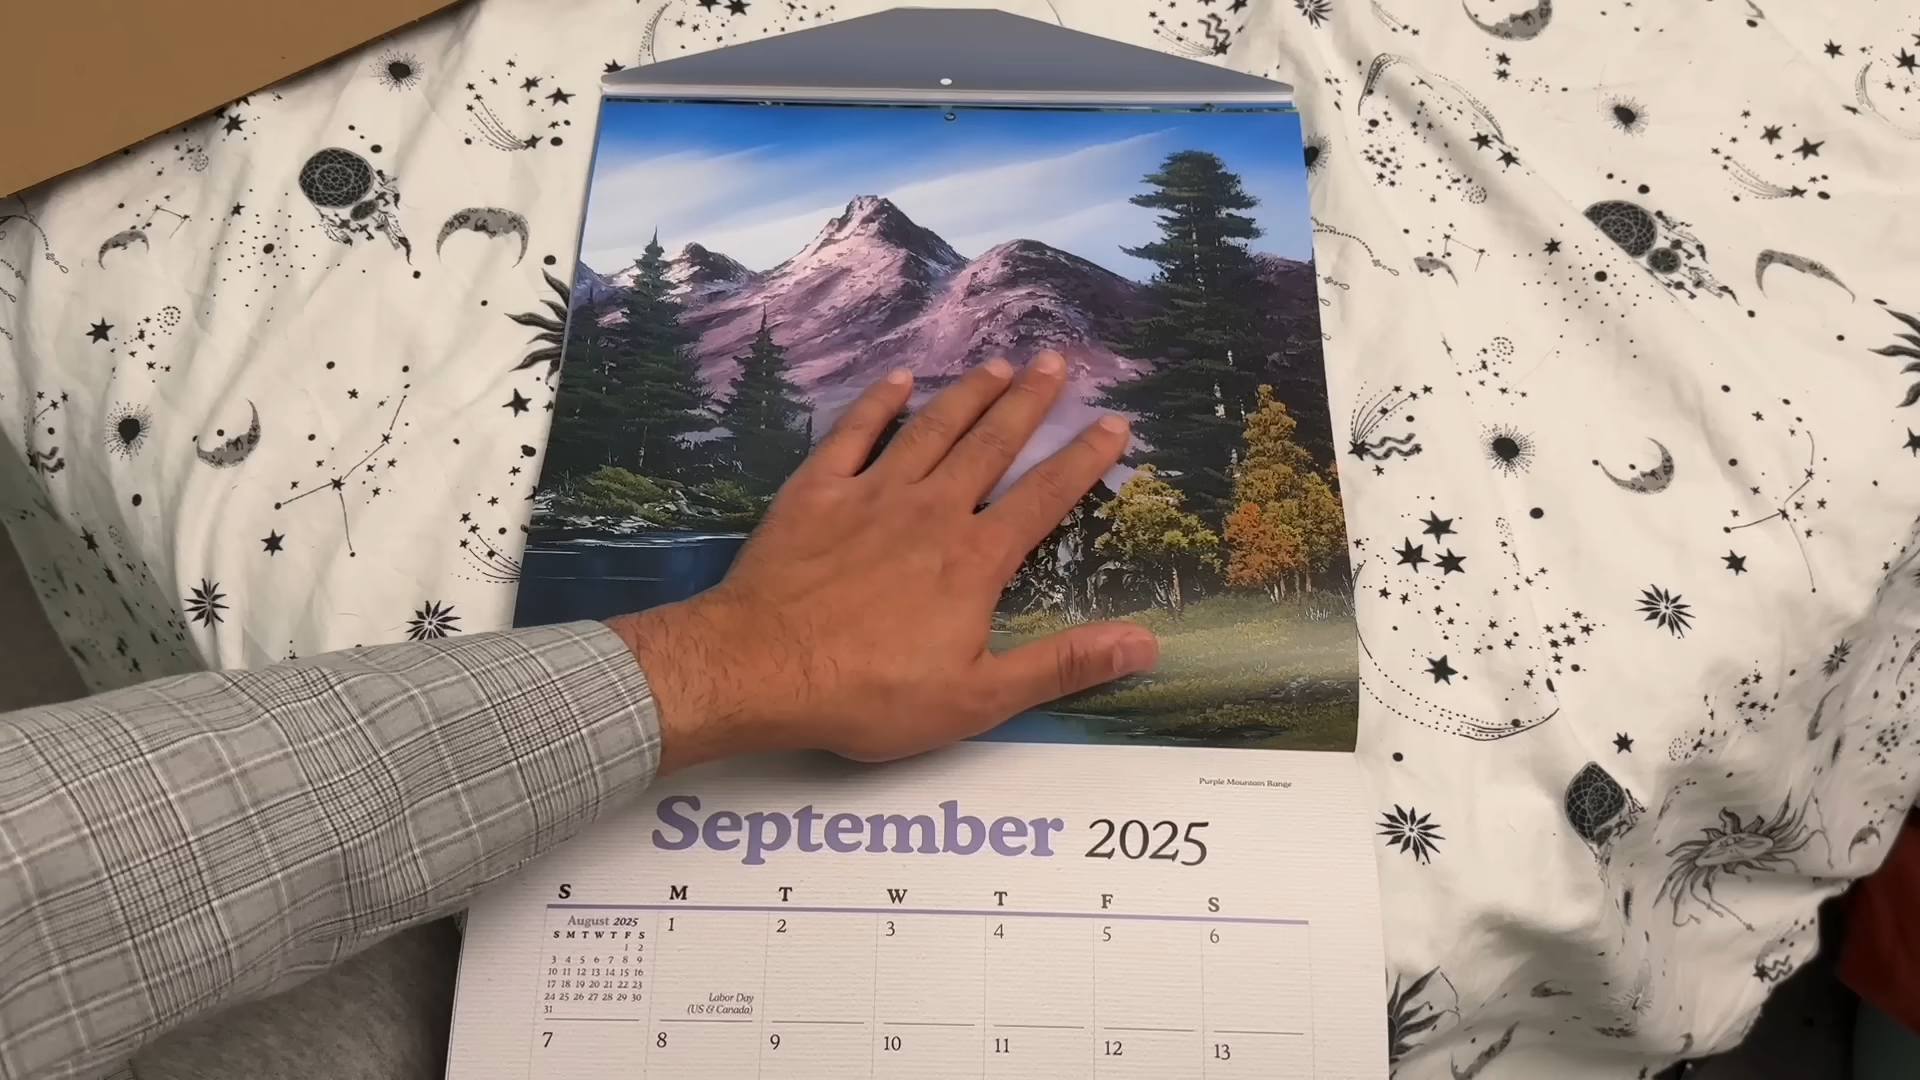 Purple Mountain Range
September 2025
S M T W T F S
August 2025
S M T W T F S
1 2
3 4 5 6 7 8 9
10 11 12 13 14 15 16
17 18 19 20 21 22 23
24 25 26 27 28 29 30
31
1 2 3 4 5 6
Labor Day
(US & Canada)
7 8 9 10 11 12 13